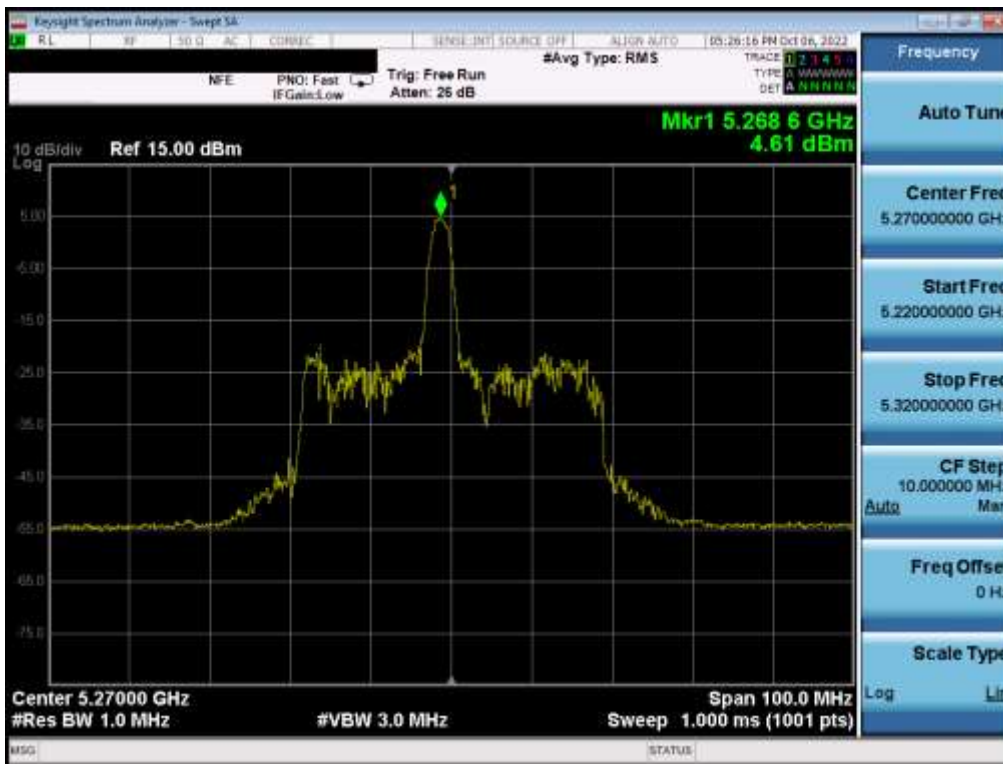 Keysight Spectrum Analyzer - Swept SA
RL RF 50 Ω AC CORREC SENSE:INT SOURCE OFF ALIGN AUTO 05:26:16 PM Oct 06, 2022
NFE PNO: Fast Trig: Free Run #Avg Type: RMS TRACE 1 2 3 4 5 6
IFGain:Low Atten: 26 dB TYPE A WWWWW
DET A N N N N N
Mkr1 5.268 6 GHz
4.61 dBm
10 dB/div Ref 15.00 dBm
Log
1
5.00
-5.00
-15.0
-25.0
-35.0
-45.0
-55.0
-65.0
-75.0
Center 5.27000 GHz Span 100.0 MHz
#Res BW 1.0 MHz #VBW 3.0 MHz Sweep 1.000 ms (1001 pts)
MSG STATUS
Frequency
Auto Tune
Center Freq
5.270000000 GHz
Start Freq
5.220000000 GHz
Stop Freq
5.320000000 GHz
CF Step
10.000000 MHz
Auto Man
Freq Offset
0 Hz
Scale Type
Log Lin